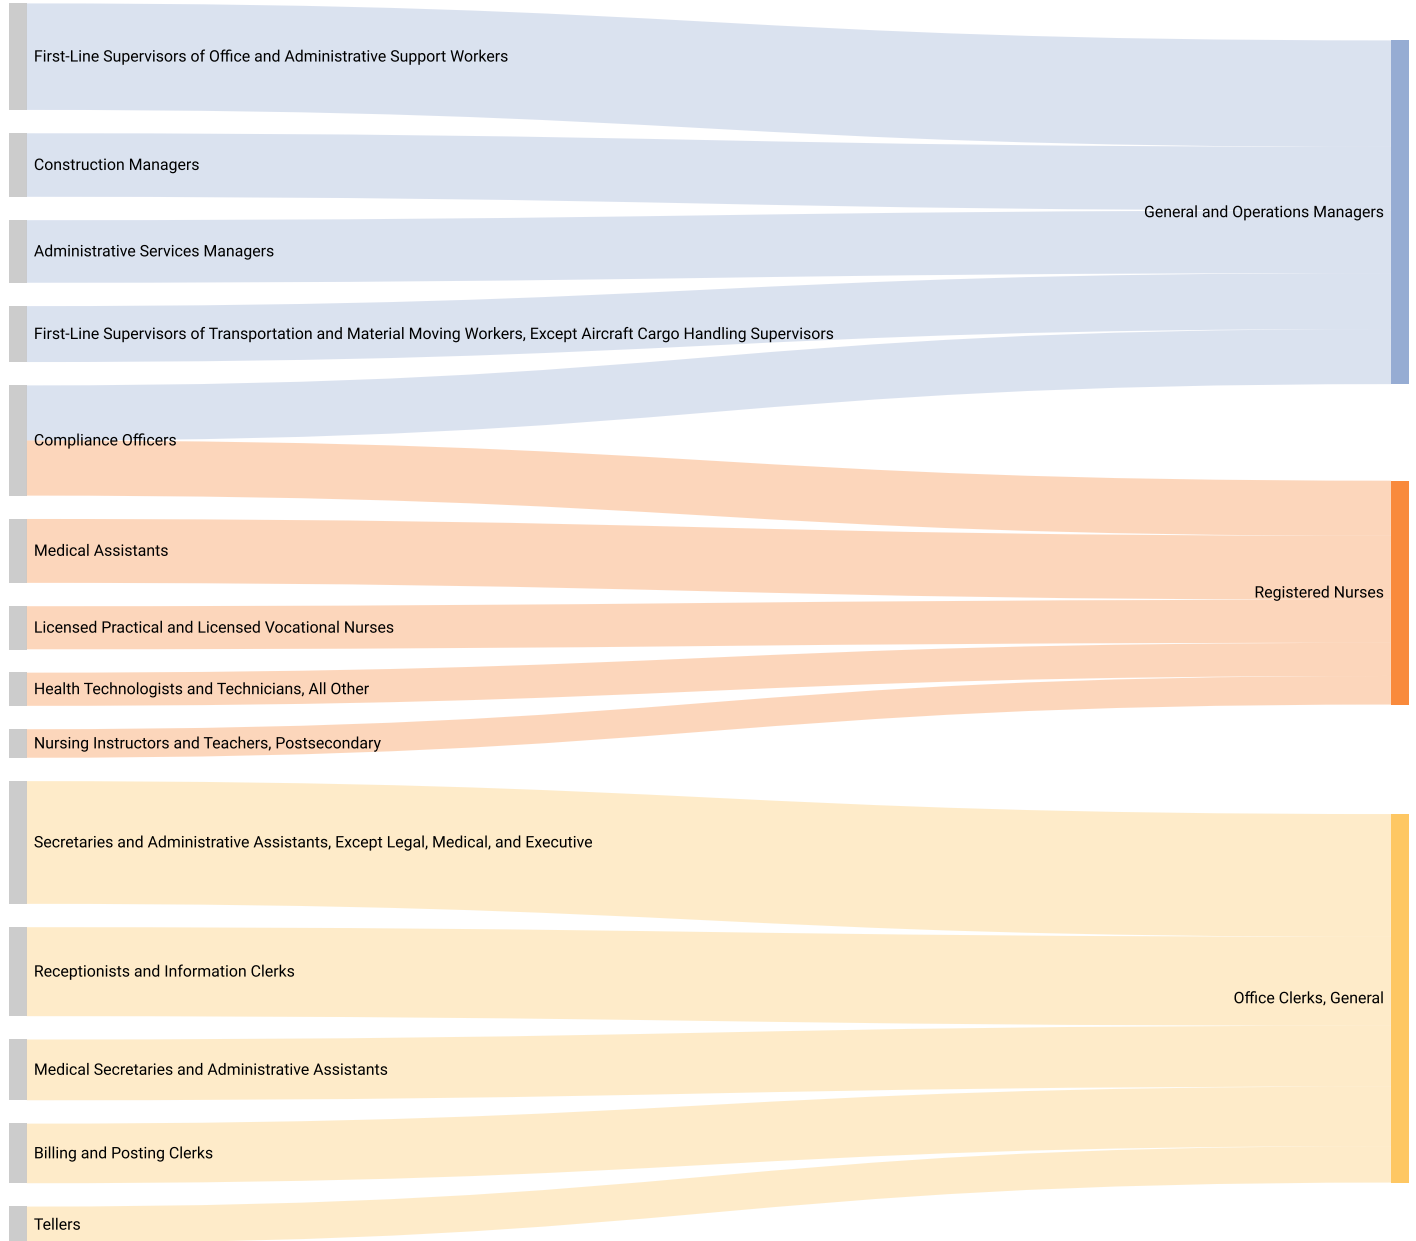 First-Line Supervisors of Office and Administrative Support Workers
Construction Managers
General and Operations Managers
Administrative Services Managers
First-Line Supervisors of Transportation and Material Moving Workers, Except Aircraft Cargo Handling Supervisors
Compliance Officers
Medical Assistants
Registered Nurses
Licensed Practical and Licensed Vocational Nurses
Health Technologists and Technicians, All Other
Nursing Instructors and Teachers, Postsecondary
Secretaries and Administrative Assistants, Except Legal, Medical, and Executive
Receptionists and Information Clerks
Office Clerks, General
Medical Secretaries and Administrative Assistants
Billing and Posting Clerks
Tellers